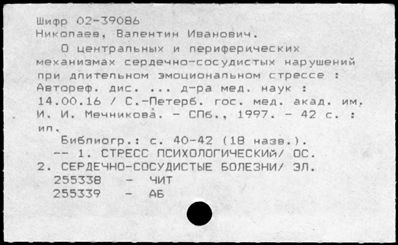 Шифр 02-39086
Николаев, Валентин Иванович.
О центральных и периферических
механизмах сердечно-сосудистых нарушений
при длительном эмоциональном стрессе :
Автореф. дис. ... д-ра мед. наук :
14.00.16 / С.-Петерб. гос. мед. акад. им.
И. И. Мечникова. - СПб., 1997. - 42 с. :
ил.
Библиогр.: с. 40-42 (18 назв.).
-- 1. СТРЕСС ПСИХОЛОГИЧЕСКИЙ/ ОС.
2. СЕРДЕЧНО-СОСУДИСТЫЕ БОЛЕЗНИ/ ЭЛ.
255338 - ЧИТ
255339 - АБ